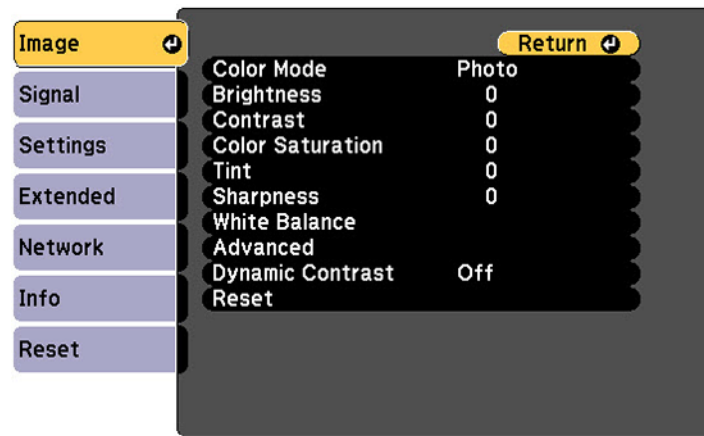 Image
Signal
Settings
Extended
Network
Info
Reset
Return
Color Mode Photo
Brightness 0
Contrast 0
Color Saturation 0
Tint 0
Sharpness 0
White Balance
Advanced
Dynamic Contrast Off
Reset